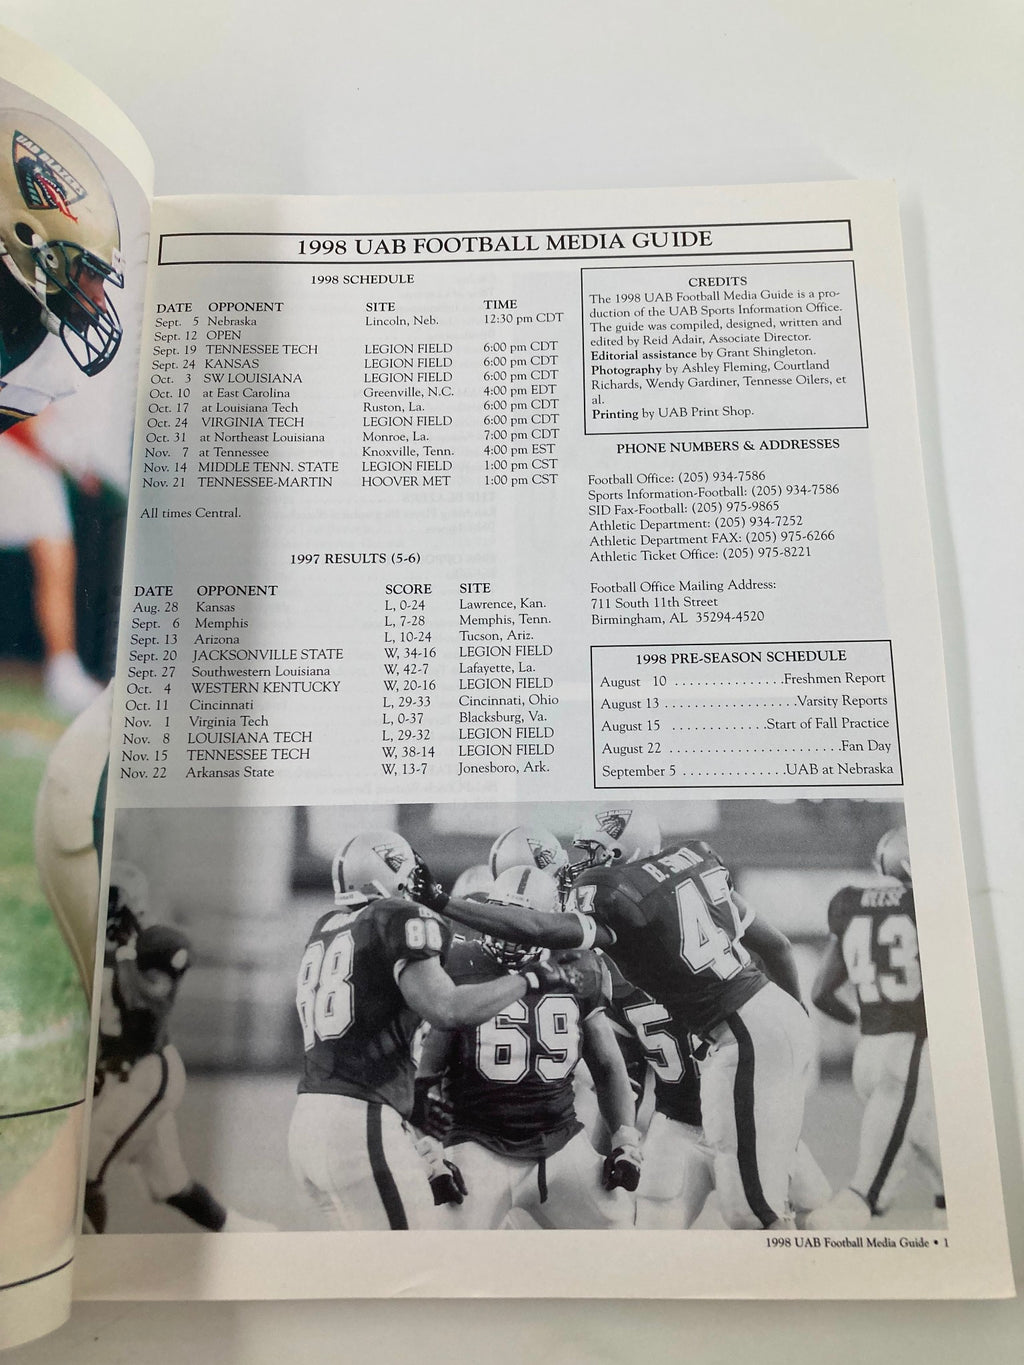 UAB BLAZERS
1998 UAB FOOTBALL MEDIA GUIDE
1998 SCHEDULE
DATE OPPONENT SITE TIME
Sept. 5 Nebraska Lincoln, Neb. 12:30 pm CDT
Sept. 12 OPEN
Sept. 19 TENNESSEE TECH LEGION FIELD 6:00 pm CDT
Sept. 24 KANSAS LEGION FIELD 6:00 pm CDT
Oct. 3 SW LOUISIANA LEGION FIELD 6:00 pm CDT
Oct. 10 at East Carolina Greenville, N.C. 4:00 pm EDT
Oct. 17 at Louisiana Tech Ruston, La. 6:00 pm CDT
Oct. 24 VIRGINIA TECH LEGION FIELD 6:00 pm CDT
Oct. 31 at Northeast Louisiana Monroe, La. 7:00 pm CDT
Nov. 7 at Tennessee Knoxville, Tenn. 4:00 pm EST
Nov. 14 MIDDLE TENN. STATE LEGION FIELD 1:00 pm CST
Nov. 21 TENNESSEE-MARTIN HOOVER MET 1:00 pm CST
All times Central.
1997 RESULTS (5-6)
DATE OPPONENT SCORE SITE
Aug. 28 Kansas L, 0-24 Lawrence, Kan.
Sept. 6 Memphis L, 7-28 Memphis, Tenn.
Sept. 13 Arizona L, 10-24 Tucson, Ariz.
Sept. 20 JACKSONVILLE STATE W, 34-16 LEGION FIELD
Sept. 27 Southwestern Louisiana W, 42-7 Lafayette, La.
Oct. 4 WESTERN KENTUCKY W, 20-16 LEGION FIELD
Oct. 11 Cincinnati L, 29-33 Cincinnati, Ohio
Nov. 1 Virginia Tech L, 0-37 Blacksburg, Va.
Nov. 8 LOUISIANA TECH L, 29-32 LEGION FIELD
Nov. 15 TENNESSEE TECH W, 38-14 LEGION FIELD
Nov. 22 Arkansas State W, 13-7 Jonesboro, Ark.
CREDITS
The 1998 UAB Football Media Guide is a pro-
duction of the UAB Sports Information Office.
The guide was compiled, designed, written and
edited by Reid Adair, Associate Director.
Editorial assistance by Grant Shingleton.
Photography by Ashley Fleming, Courtland
Richards, Wendy Gardiner, Tennesse Oilers, et
al.
Printing by UAB Print Shop.
PHONE NUMBERS & ADDRESSES
Football Office: (205) 934-7586
Sports Information-Football: (205) 934-7586
SID Fax-Football: (205) 975-9865
Athletic Department: (205) 934-7252
Athletic Department FAX: (205) 975-6266
Athletic Ticket Office: (205) 975-8221
Football Office Mailing Address:
711 South 11th Street
Birmingham, AL 35294-4520
1998 PRE-SEASON SCHEDULE
August 10 . . . . . . . . . . . . . . .Freshmen Report
August 13 . . . . . . . . . . . . . . . . . .Varsity Reports
August 15 . . . . . . . . . . . . . .Start of Fall Practice
August 22 . . . . . . . . . . . . . . . . . . . . . . . .Fan Day
September 5 . . . . . . . . . . . . . .UAB at Nebraska
88
88
69
5
47
B. SMITH
47
REESE
43
1998 UAB Football Media Guide • 1